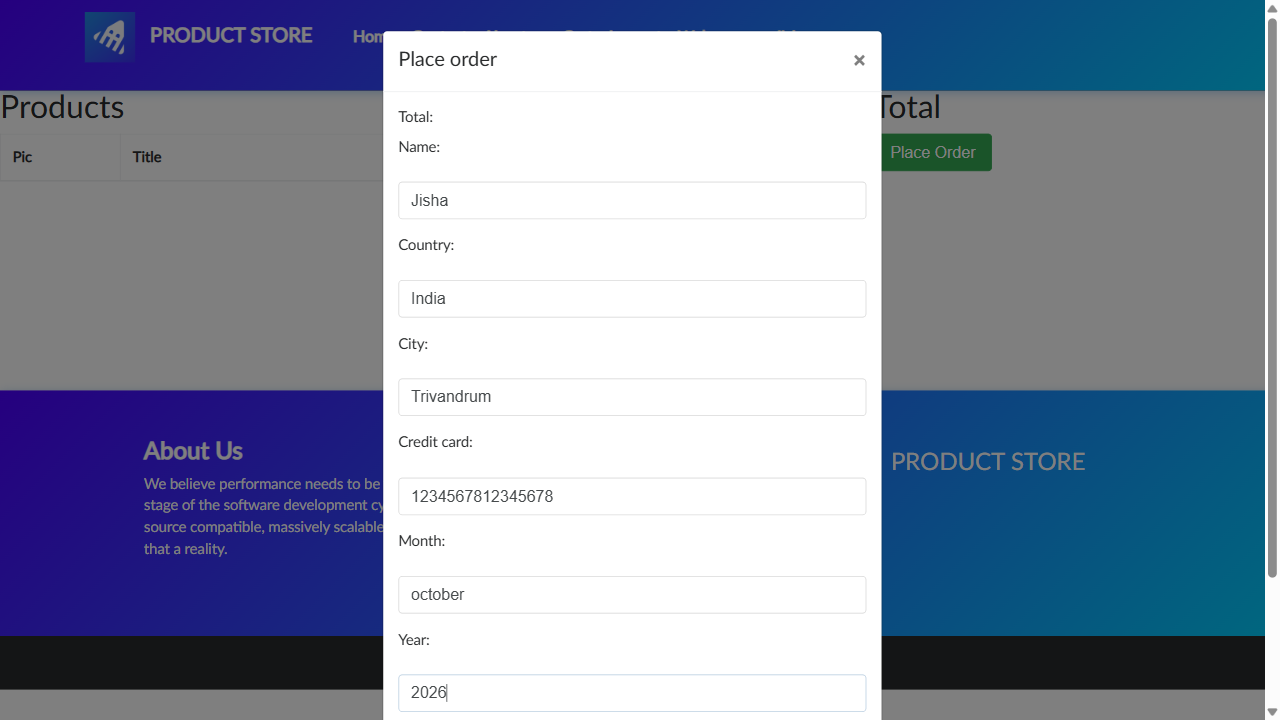 PRODUCT STORE
Place order
×
Products
Total
Pic
Title
Place Order
Total:
Name:
Jisha
Country:
India
City:
Trivandrum
Credit card:
1234567812345678
Month:
october
Year:
2026
About Us
We believe performance needs to be
stage of the software development
source compatible, massively scalable
that a reality.
PRODUCT STORE